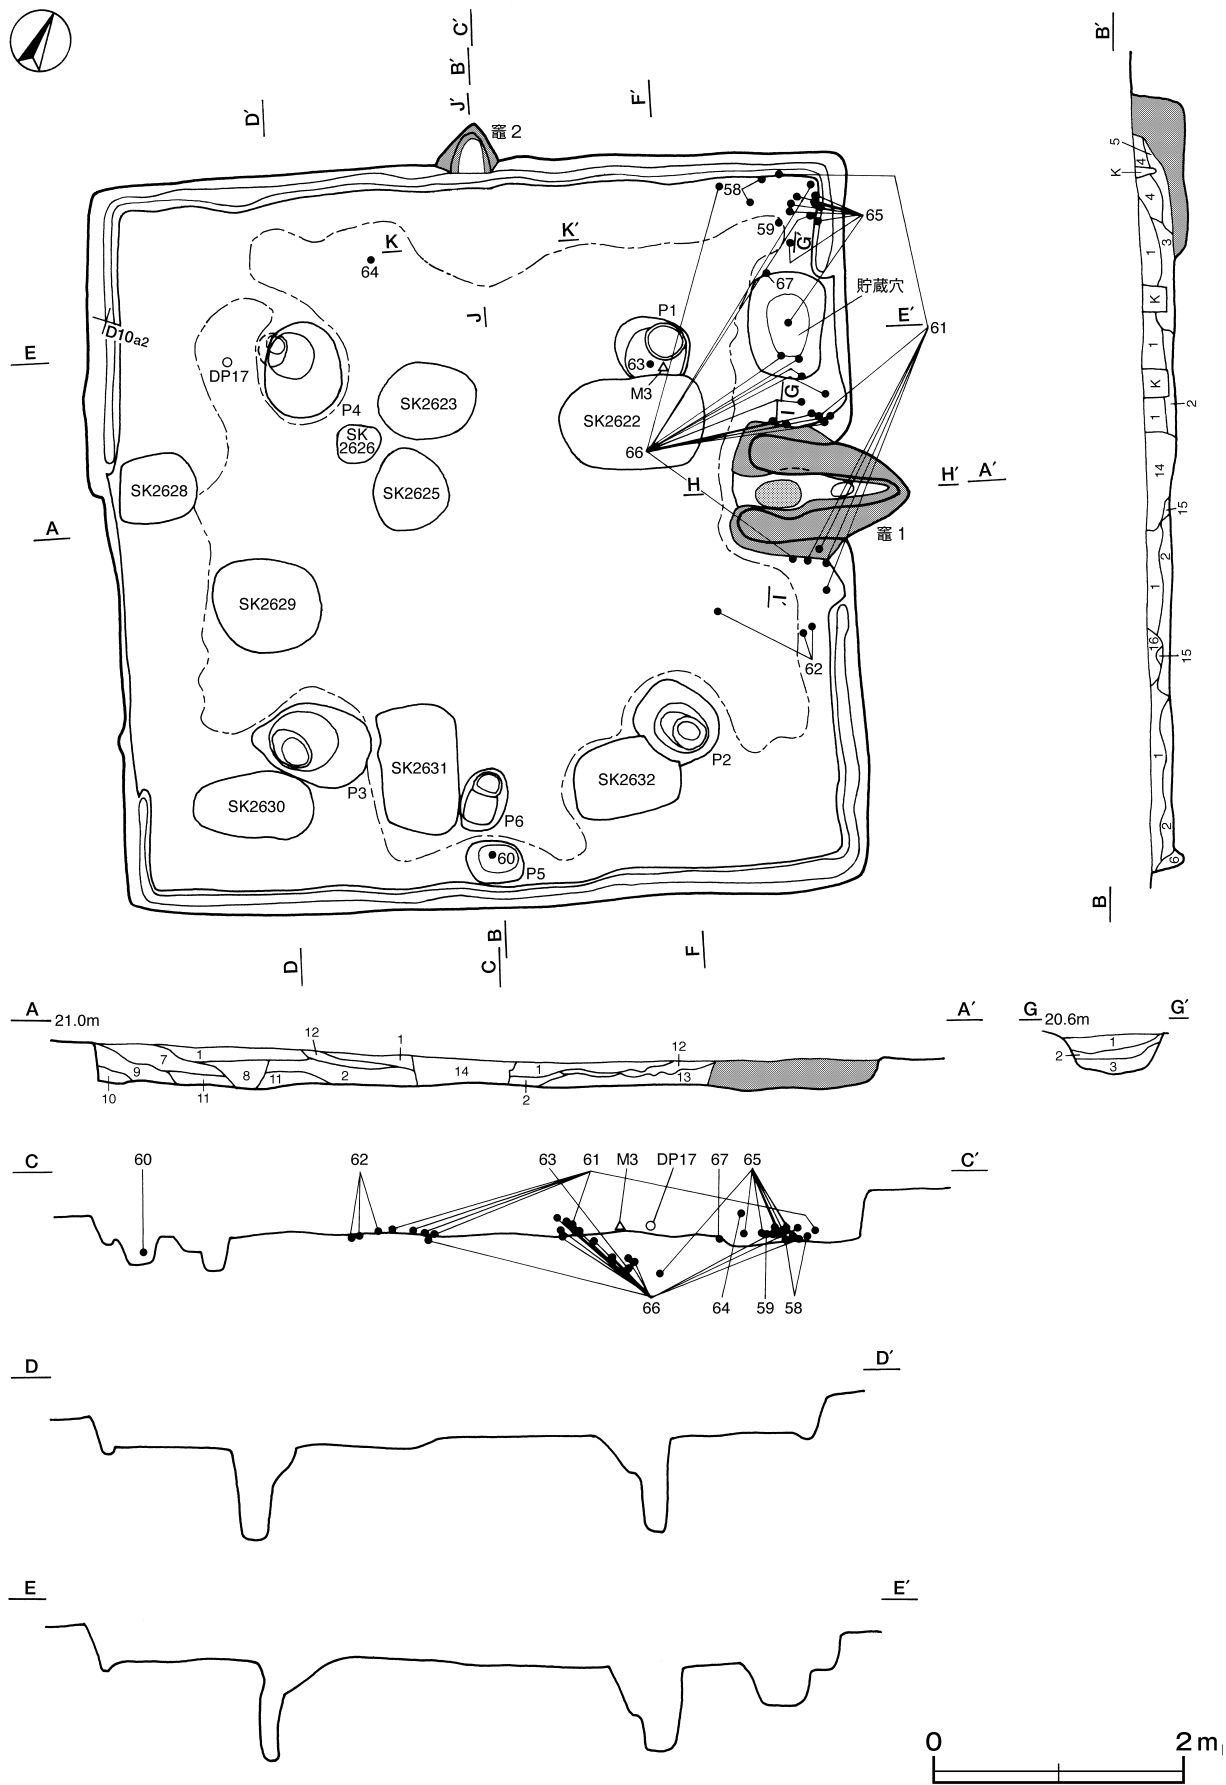 C′
B′
J′
D′
F′
竈 2
B′
58
65
59
G′
K
K′
64
67
貯蔵穴
J
P1
E′
61
D10a2
E
DP17
63
M3
P4
SK2623
G
I
SK2622
SK
2626
66
SK2628
SK2625
H
H′
A′
A
竈 1
SK2629
I′
62
P2
SK2631
SK2632
P3
SK2630
P6
60
P5
D
B
C
F
5
4
K
4
3
1
K
1
K
1
2
14
15
2
1
16
15
1
2
6
B
A
21.0m
A′
G
20.6m
G′
12
1
7
1
9
8
11
2
14
1
12
13
10
11
2
1
2
3
C
60
62
63
61
M3
DP17
67
65
C′
66
64
59
58
D
D′
E
E′
0
2m